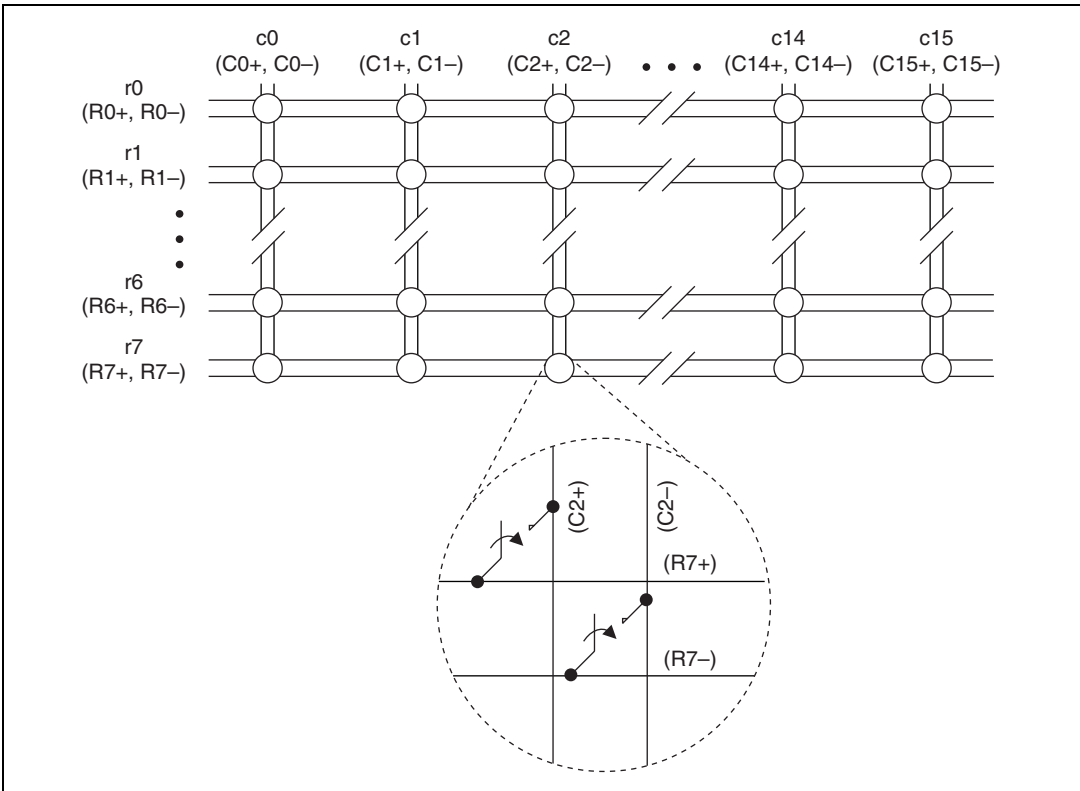 c0 c1 c2 c14 c15
(C0+, C0–) (C1+, C1–) (C2+, C2–) • • • (C14+, C14–) (C15+, C15–)
r0
(R0+, R0–)
r1
(R1+, R1–)
•
•
•
r6
(R6+, R6–)
r7
(R7+, R7–)
(C2+)
(C2–)
(R7+)
(R7–)